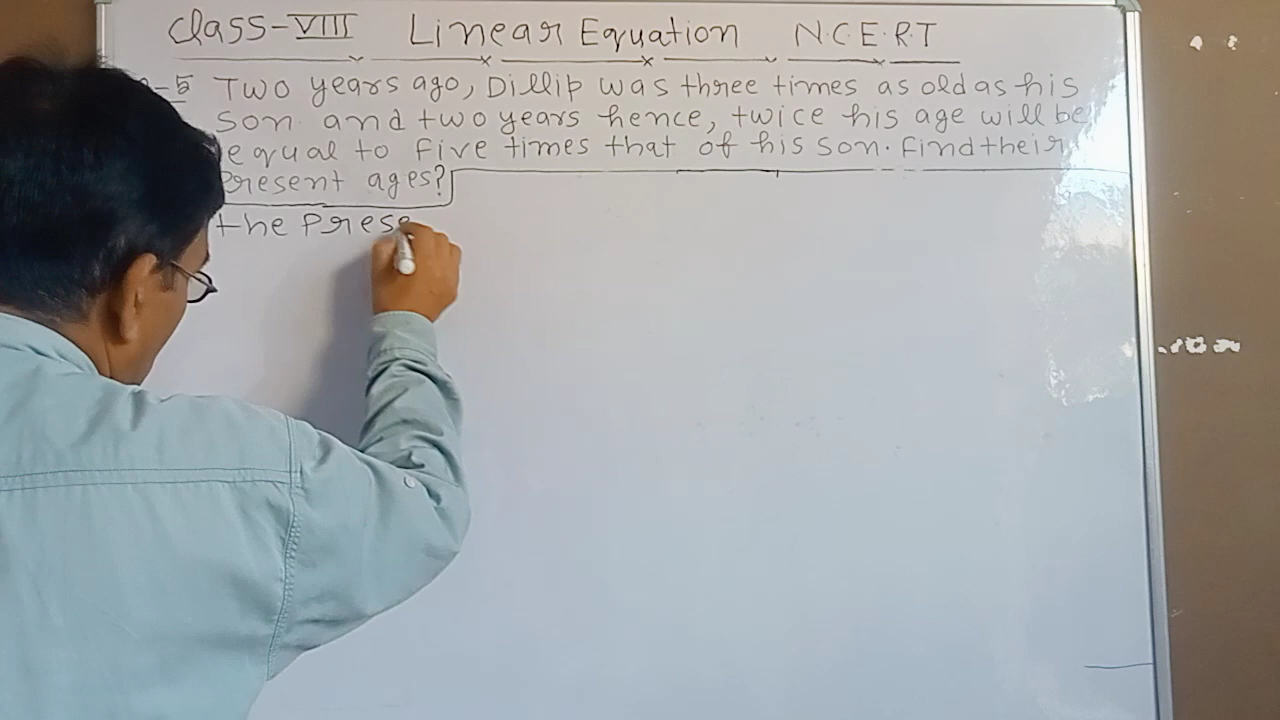 Class-VIII Linear Equation N.C.E.R.T
-5 Two years ago, Dillip was three times as old as his
son and two years hence, twice his age will be
equal to five times that of his son. Find their
Present ages?
the Prese